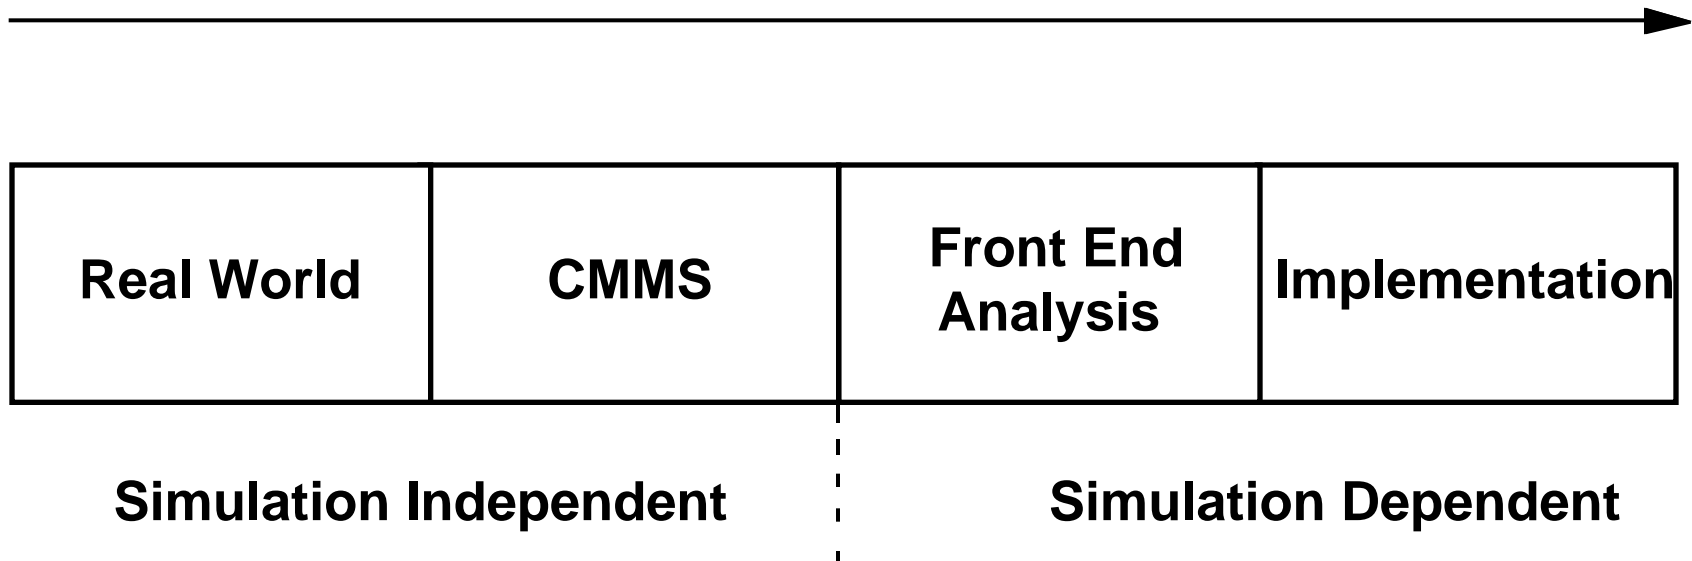 Real World
CMMS
Front End
Analysis
Implementation
Simulation Independent
Simulation Dependent